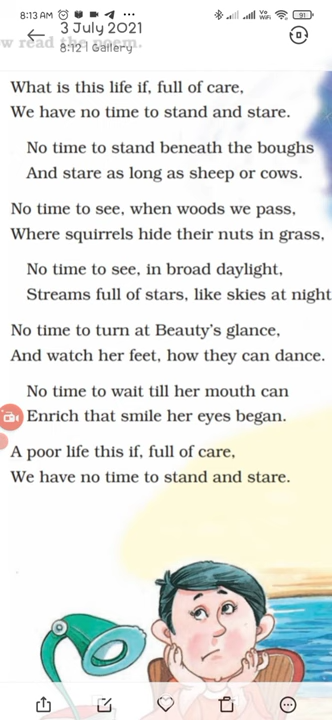 8:13 AM
Vo WiFi 91
3 July 2021
8:12 | Gallery
w read the poem.
What is this life if, full of care,
We have no time to stand and stare.
No time to stand beneath the boughs
And stare as long as sheep or cows.
No time to see, when woods we pass,
Where squirrels hide their nuts in grass,
No time to see, in broad daylight,
Streams full of stars, like skies at night
No time to turn at Beauty's glance,
And watch her feet, how they can dance.
No time to wait till her mouth can
Enrich that smile her eyes began.
A poor life this if, full of care,
We have no time to stand and stare.